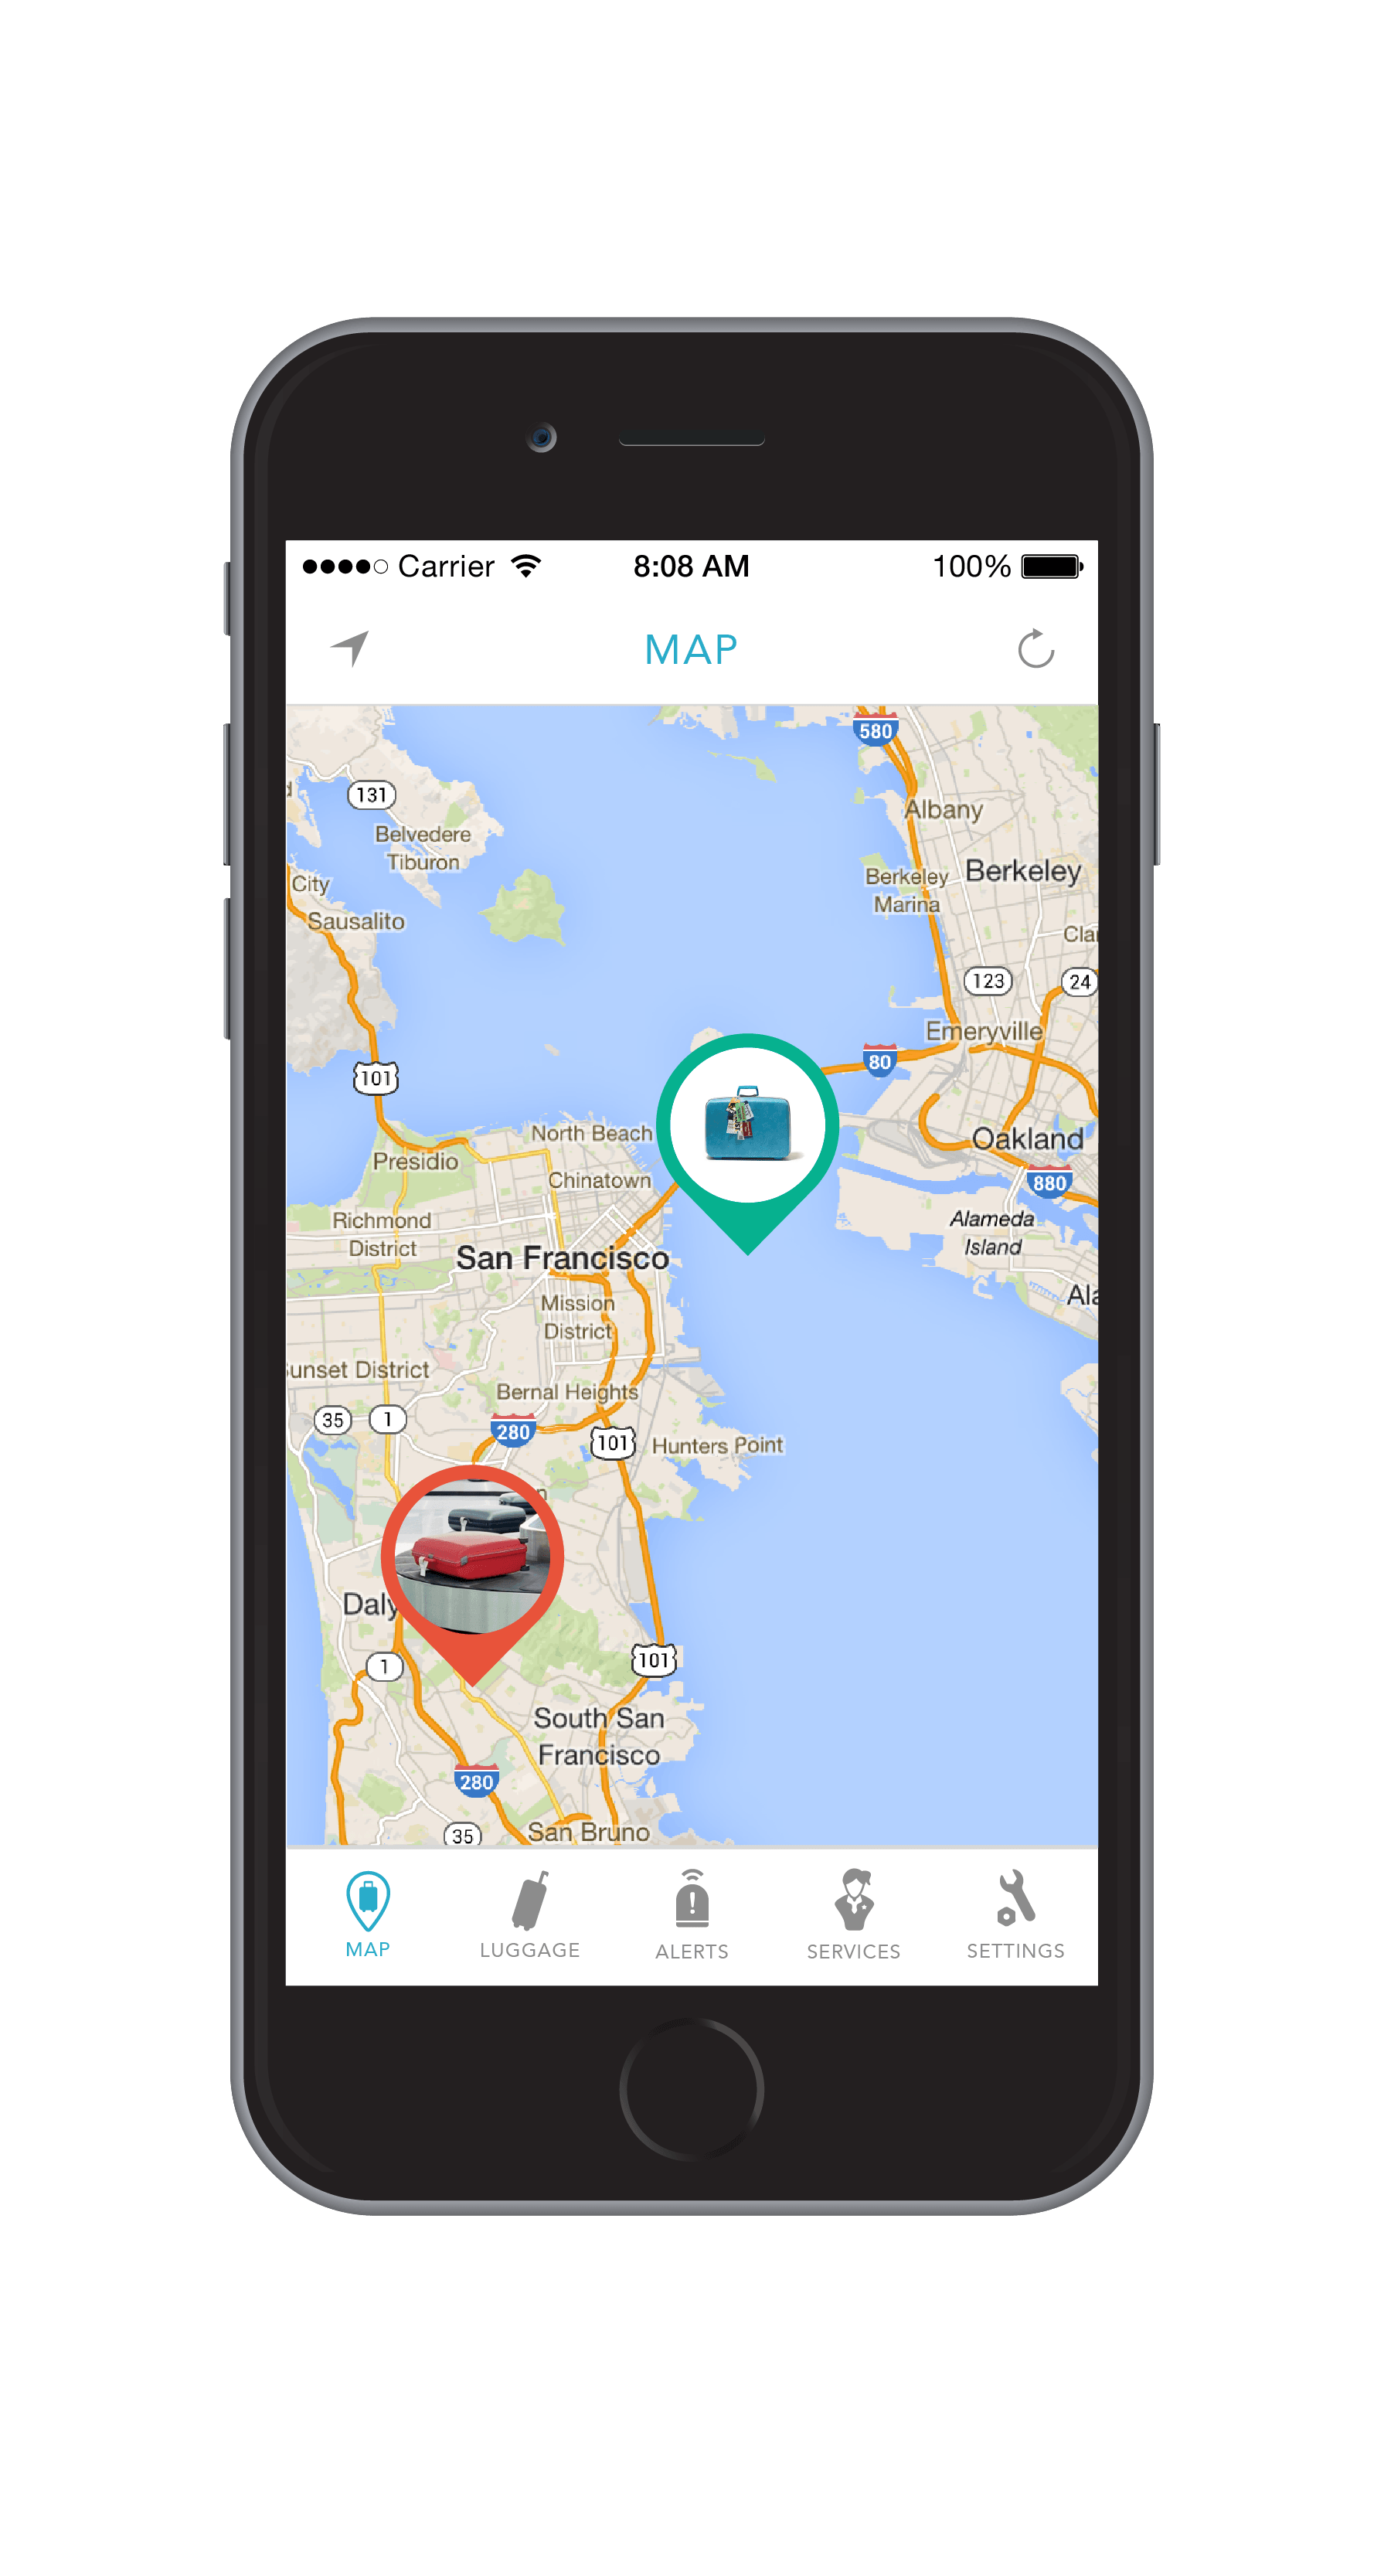 Carrier 8:08 AM 100%
MAP
580
131
Albany
Belvedere
Tiburon
Berkeley
Berkeley
Marina
City
Sausalito
Cla
123
24
Emeryville
80
101
North Beach
Oakland
Presidio
Chinatown
880
Richmond
District
Alameda
Island
San Francisco
Ala
Mission
District
unset District
Bernal Heights
35
1
280
101
Hunters Point
n
Daly
101
1
South San
Francisco
280
35
San Bruno
MAP
LUGGAGE
ALERTS
SERVICES
SETTINGS